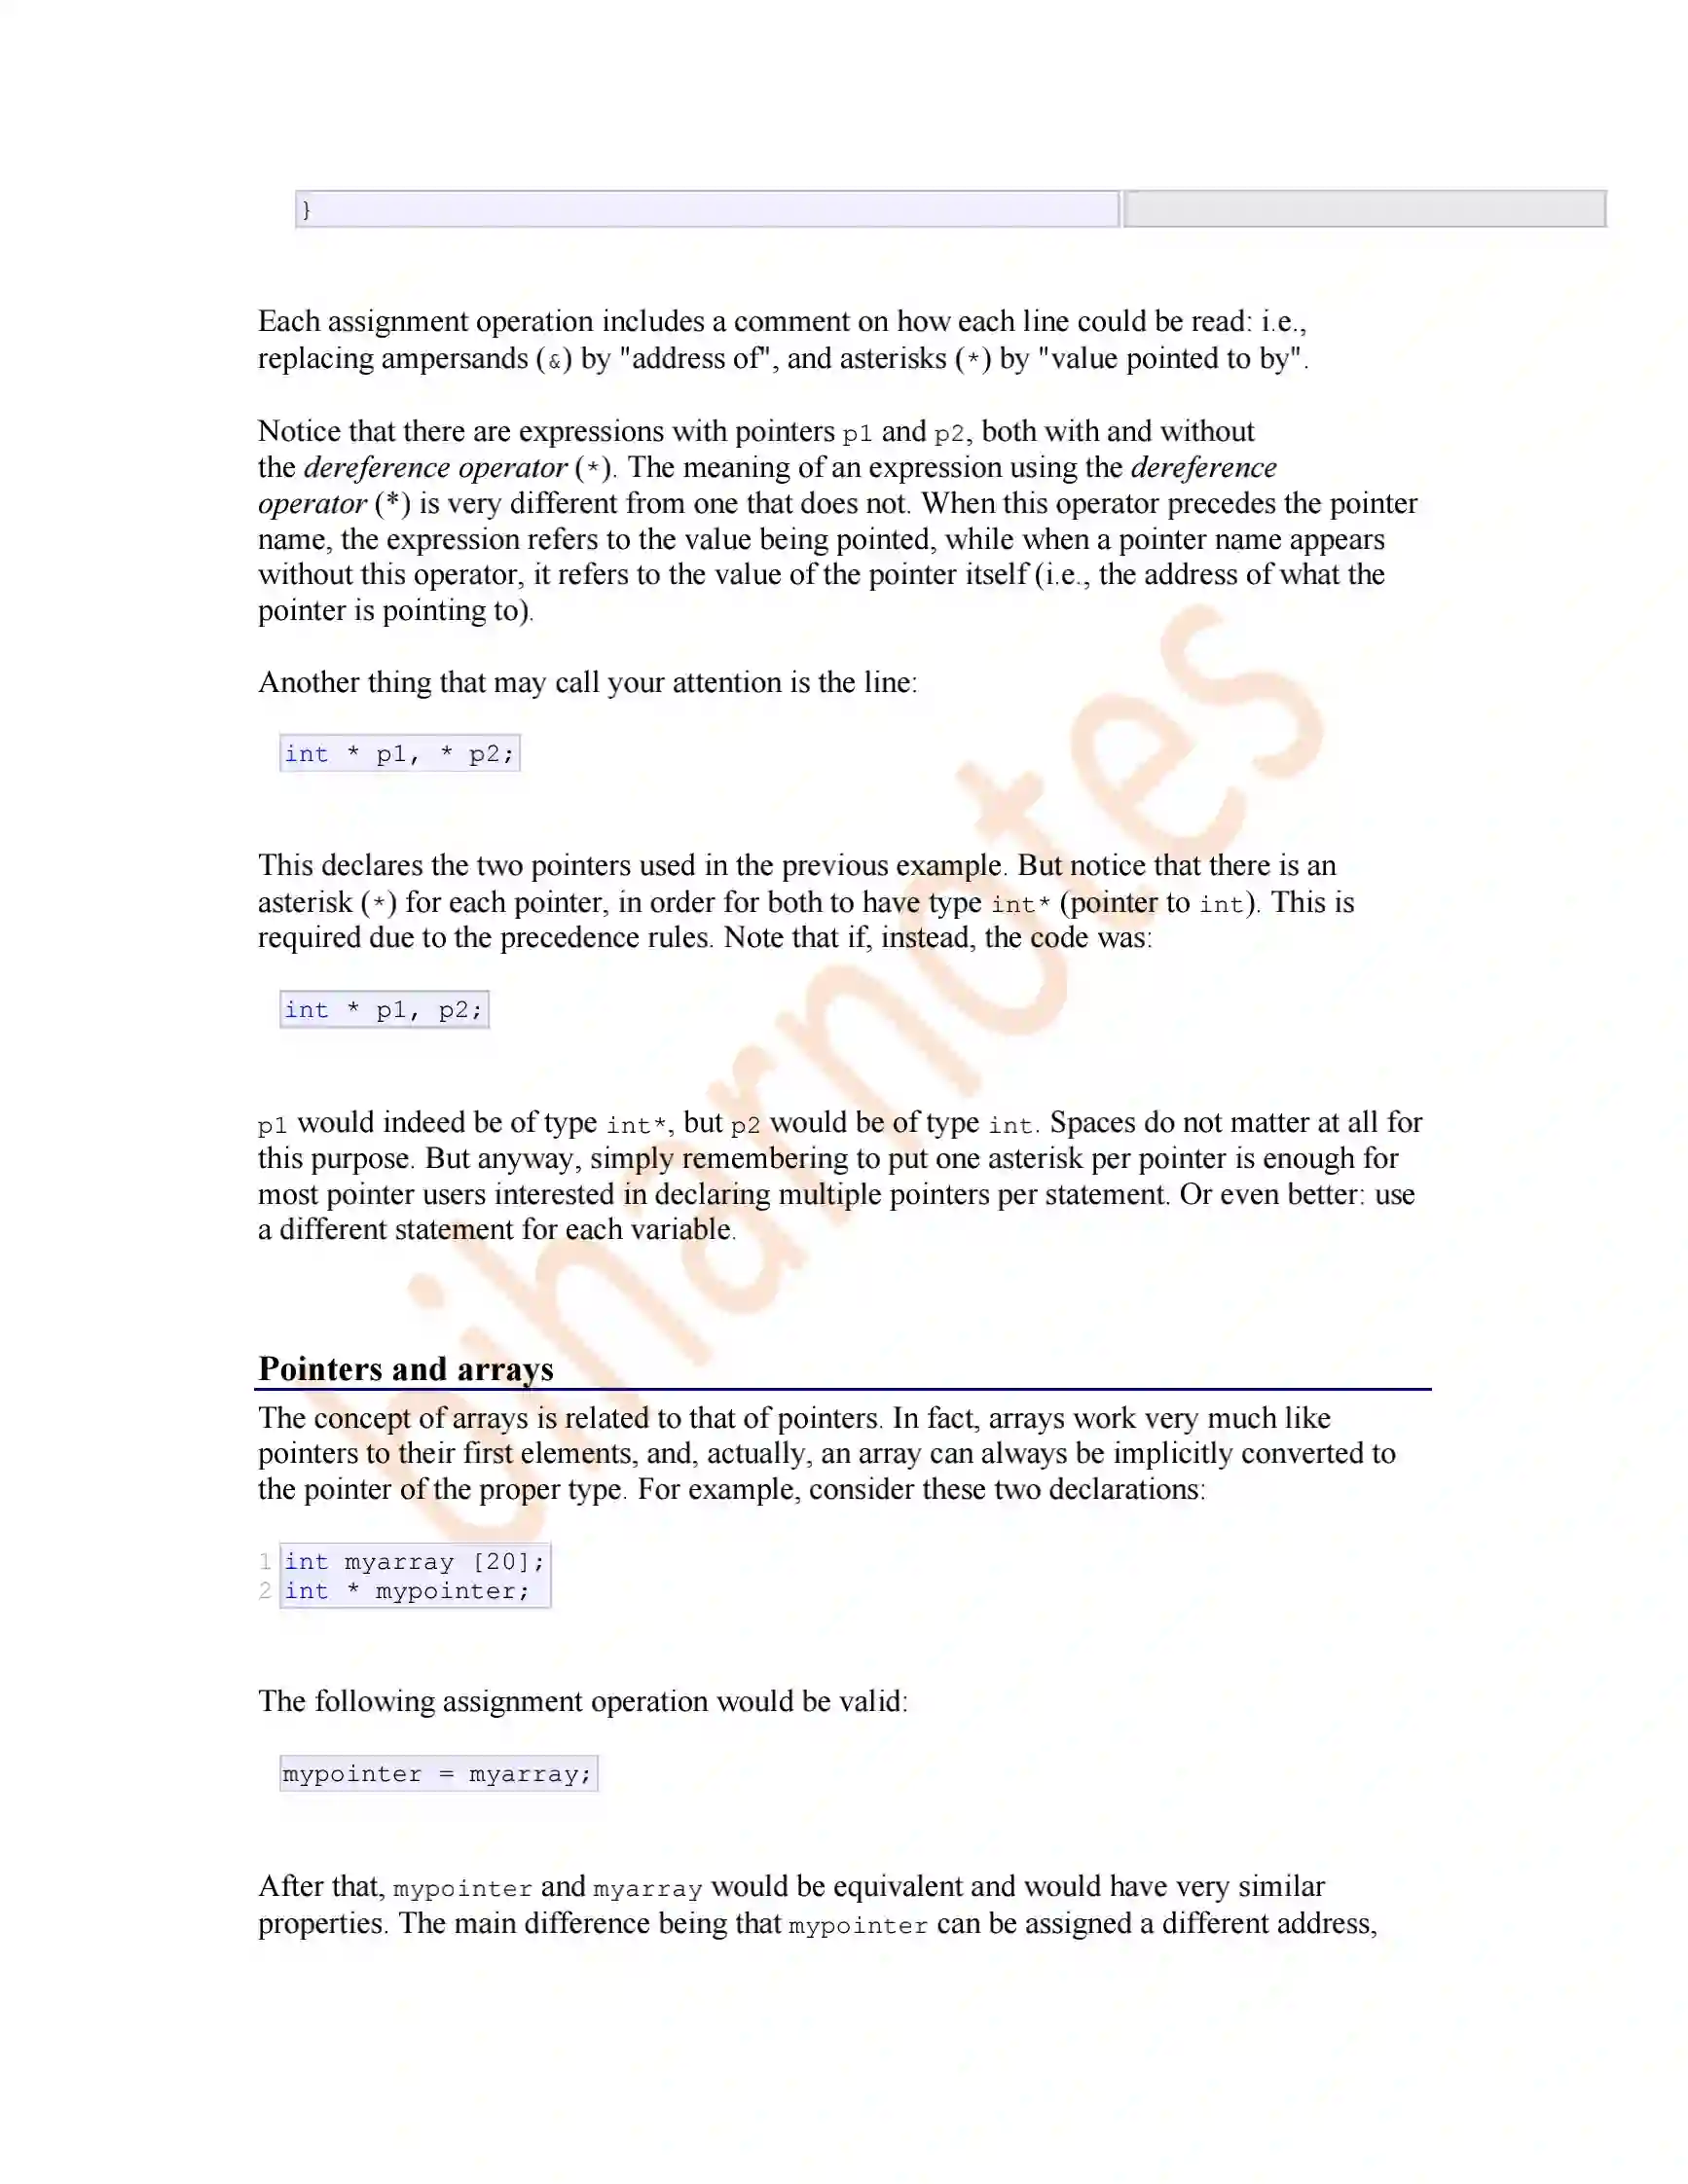 }
Each assignment operation includes a comment on how each line could be read: i.e.,
replacing ampersands (&) by "address of", and asterisks (*) by "value pointed to by".
Notice that there are expressions with pointers p1 and p2, both with and without
the dereference operator (*). The meaning of an expression using the dereference
operator (*) is very different from one that does not. When this operator precedes the pointer
name, the expression refers to the value being pointed, while when a pointer name appears
without this operator, it refers to the value of the pointer itself (i.e., the address of what the
pointer is pointing to).
Another thing that may call your attention is the line:
int * p1, * p2;
This declares the two pointers used in the previous example. But notice that there is an
asterisk (*) for each pointer, in order for both to have type int* (pointer to int). This is
required due to the precedence rules. Note that if, instead, the code was:
int * p1, p2;
p1 would indeed be of type int*, but p2 would be of type int. Spaces do not matter at all for
this purpose. But anyway, simply remembering to put one asterisk per pointer is enough for
most pointer users interested in declaring multiple pointers per statement. Or even better: use
a different statement for each variable.
Pointers and arrays
The concept of arrays is related to that of pointers. In fact, arrays work very much like
pointers to their first elements, and, actually, an array can always be implicitly converted to
the pointer of the proper type. For example, consider these two declarations:
1 int myarray [20];
2 int * mypointer;
The following assignment operation would be valid:
mypointer = myarray;
After that, mypointer and myarray would be equivalent and would have very similar
properties. The main difference being that mypointer can be assigned a different address,
biharnotes